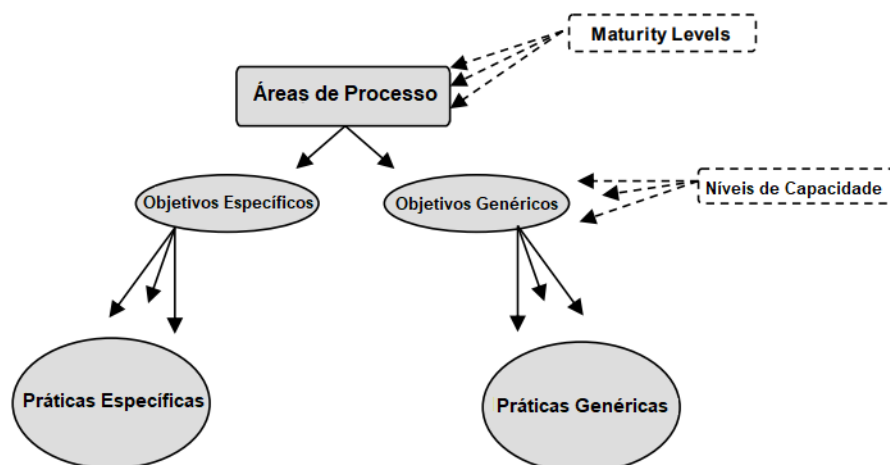 Maturity Levels
Áreas de Processo
Objetivos Específicos
Objetivos Genéricos
Níveis de Capacidade
Práticas Específicas
Práticas Genéricas